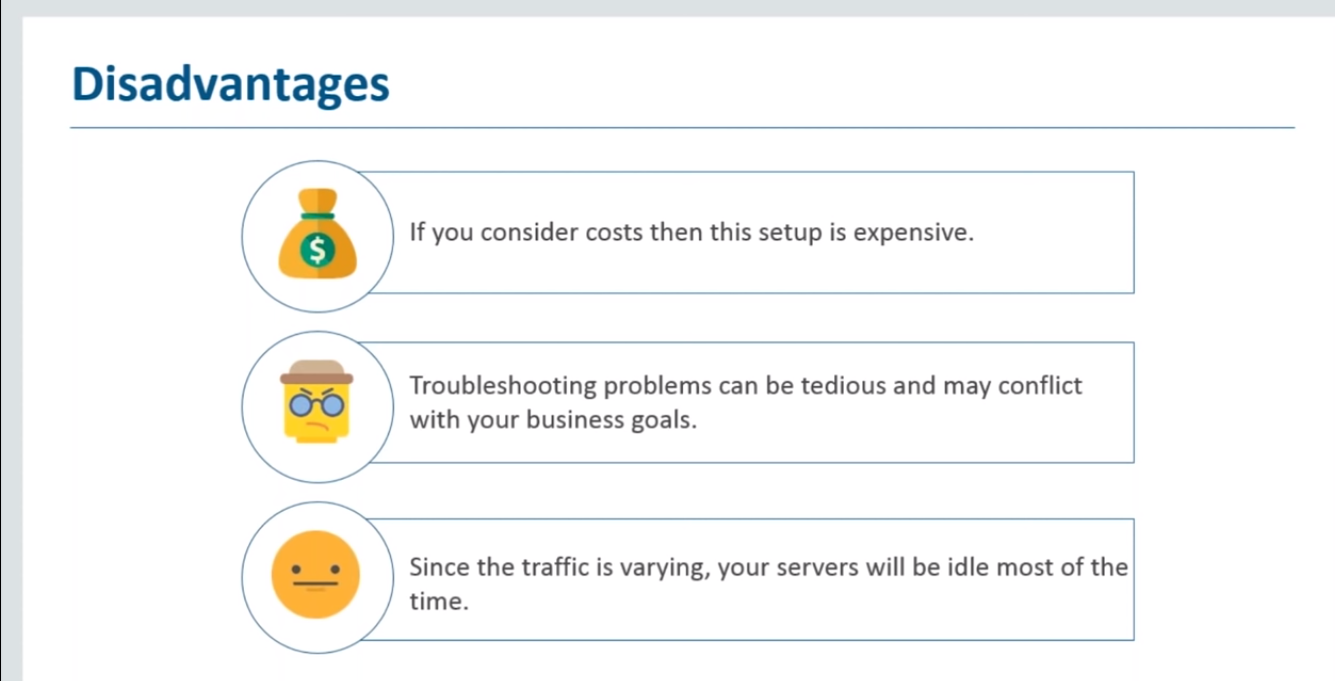 Disadvantages
$
If you consider costs then this setup is expensive.
Troubleshooting problems can be tedious and may conflict
with your business goals.
Since the traffic is varying, your servers will be idle most of the
time.